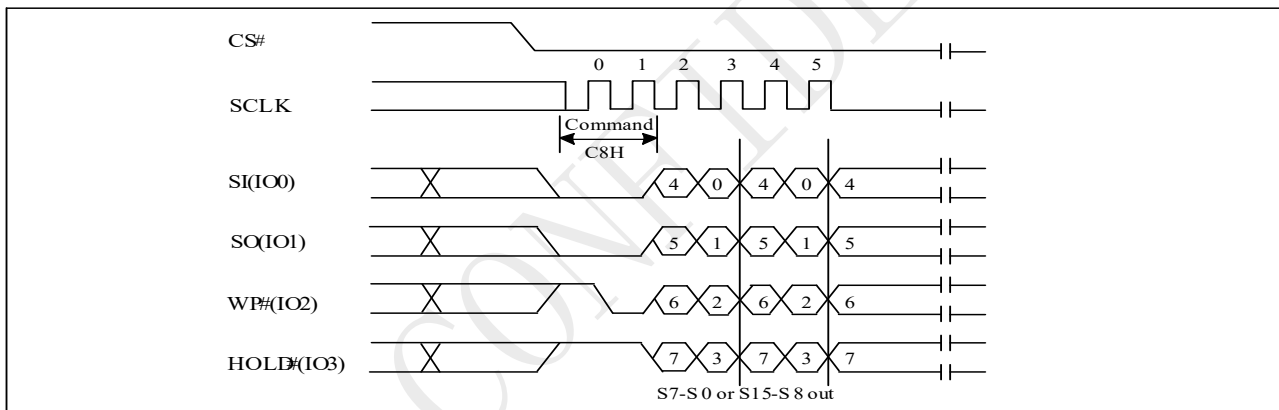 CS#
0 1 2 3 4 5
SCLK
Command
C8H
SI(IO0) 4 0 4 0 4
SO(IO1) 5 1 5 1 5
WP#(IO2) 6 2 6 2 6
HOLD#(IO3) 7 3 7 3 7
S7-S0 or S15-S8 out